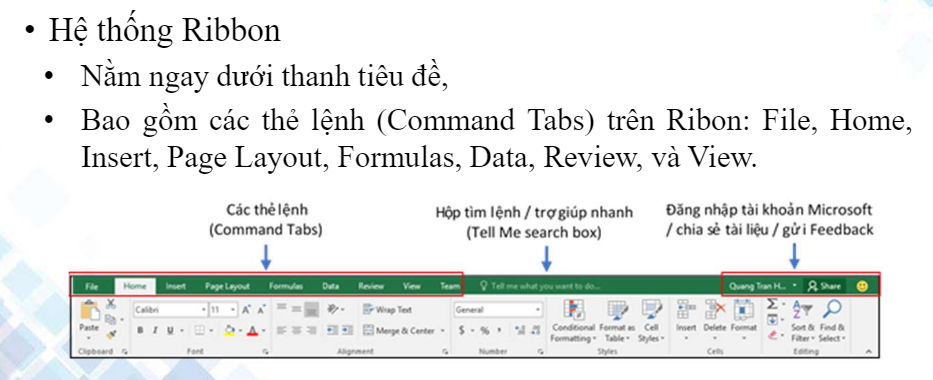 • Hệ thống Ribbon
• Nằm ngay dưới thanh tiêu đề,
• Bao gồm các thẻ lệnh (Command Tabs) trên Ribon: File, Home,
Insert, Page Layout, Formulas, Data, Review, và View.
Các thẻ lệnh
(Command Tabs)
Hộp tìm lệnh / trợ giúp nhanh
(Tell Me search box)
Đăng nhập tài khoản Microsoft
/ chia sẻ tài liệu / gửi Feedback
File Home Insert Page Layout Formulas Data Review View Team Tell me what you want to do... Quang Tran H... Share
Calibri 11 A A Wrap Text General
Paste B I U A Merge & Center $ % , Conditional Formatting Format as Table Cell Styles Insert Delete Format Sort & Filter Find & Select
Clipboard Font Alignment Number Styles Cells Editing